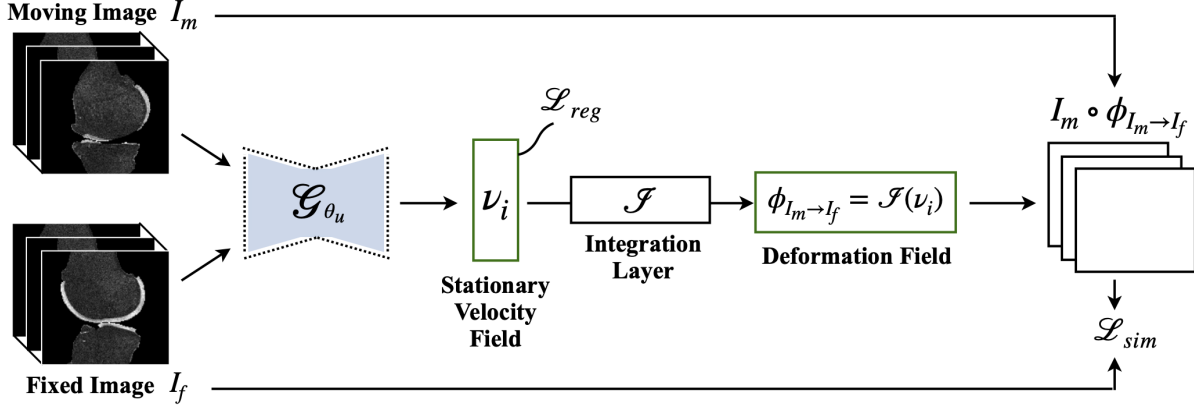 Moving Image I_m
ℒ_reg
I_m ∘ ϕ_{I_m→I_f}
𝒢_{θ_u}
ν_i
ℐ
ϕ_{I_m→I_f} = ℐ(ν_i)
Integration
Layer
Deformation Field
Stationary
Velocity
Field
ℒ_sim
Fixed Image I_f